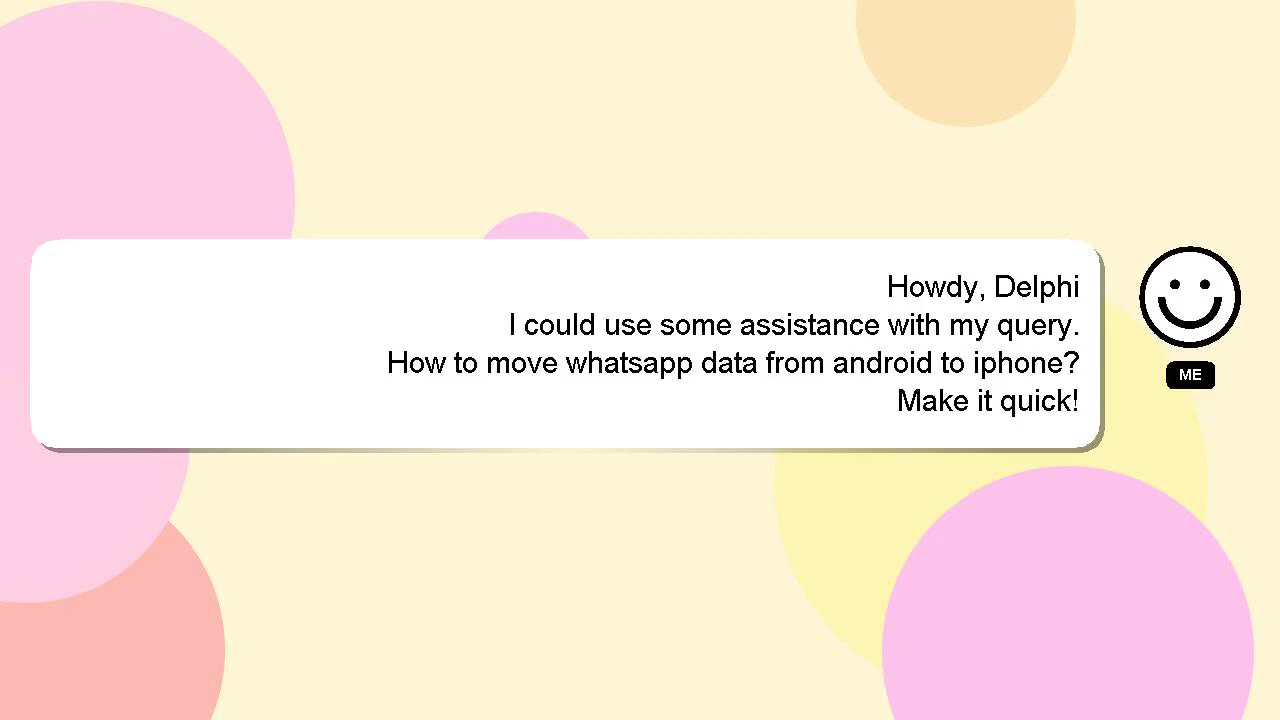 Howdy, Delphi
I could use some assistance with my query.
How to move whatsapp data from android to iphone?
Make it quick!
ME